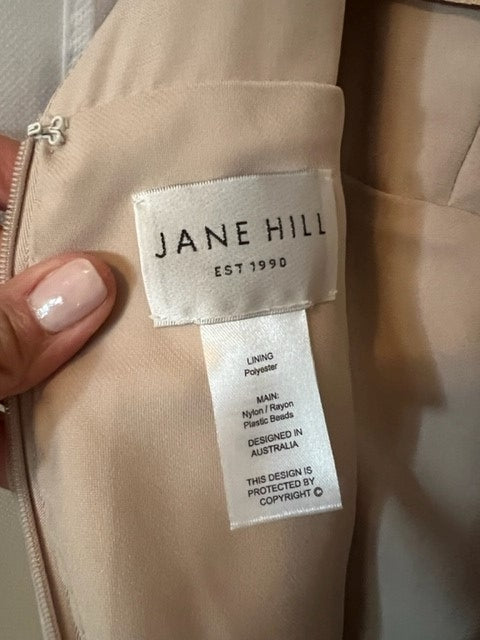 JANE HILL
EST 1990
LINING
Polyester
MAIN:
Nylon / Rayon
Plastic Beads
DESIGNED IN
AUSTRALIA
THIS DESIGN IS
PROTECTED BY
COPYRIGHT ©